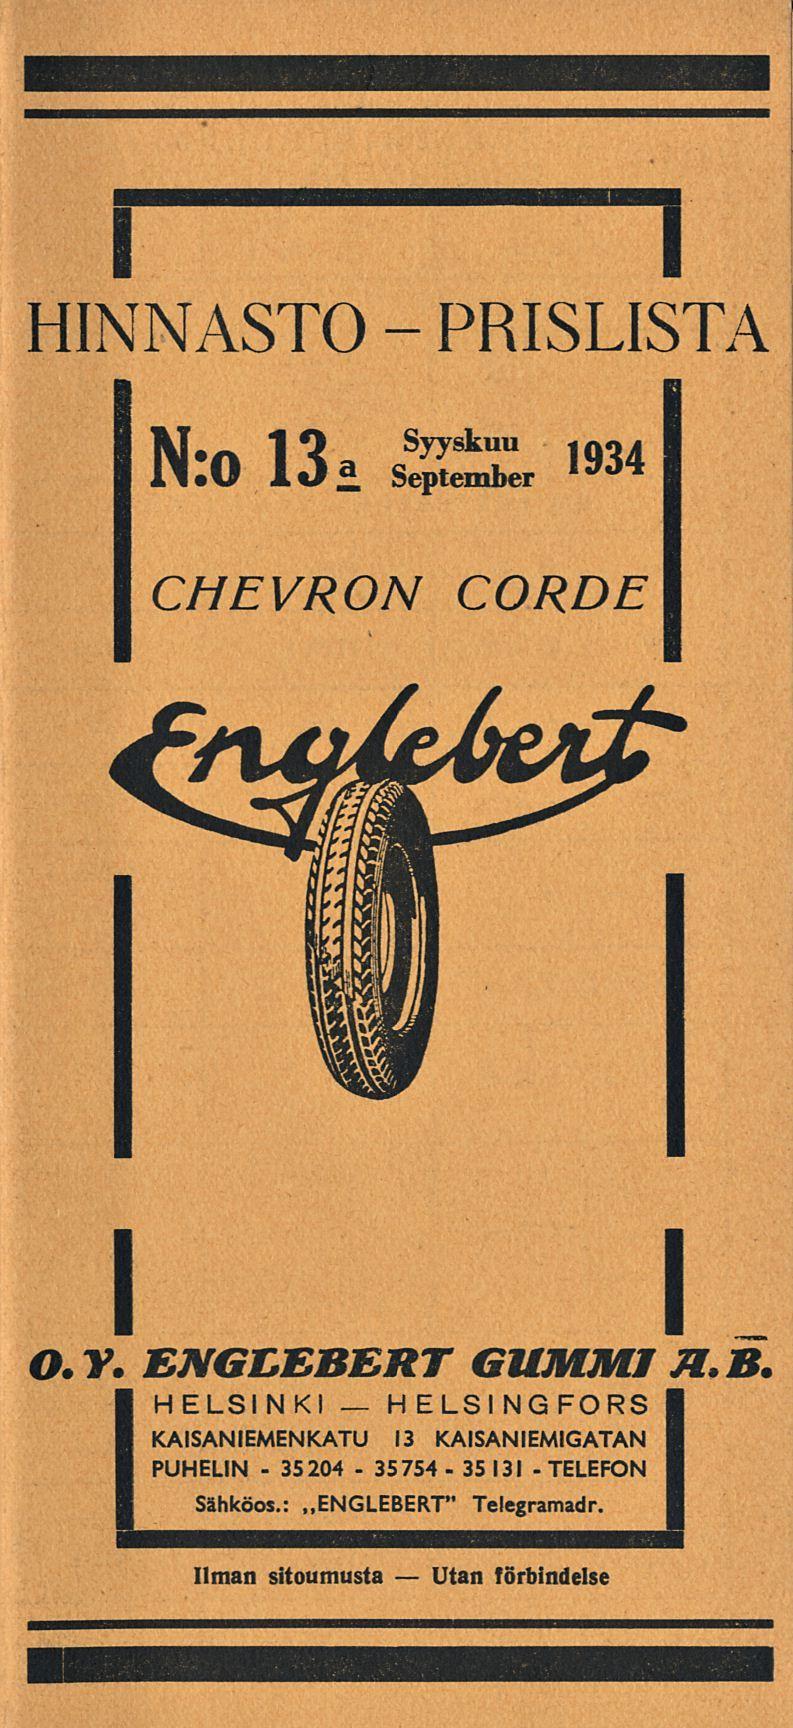 HINNASTO – PRISLISTA
N:o 13a Syyskuu September 1934
CHEVRON CORDE
Englebert
O.Y. ENGLEBERT GUMMI A.B.
HELSINKI — HELSINGFORS
KAISANIEMENKATU 13 KAISANIEMIGATAN
PUHELIN - 35204 - 35754 - 35131 - TELEFON
Sähköos.: „ENGLEBERT” Telegramadr.
Ilman sitoumusta — Utan förbindelse